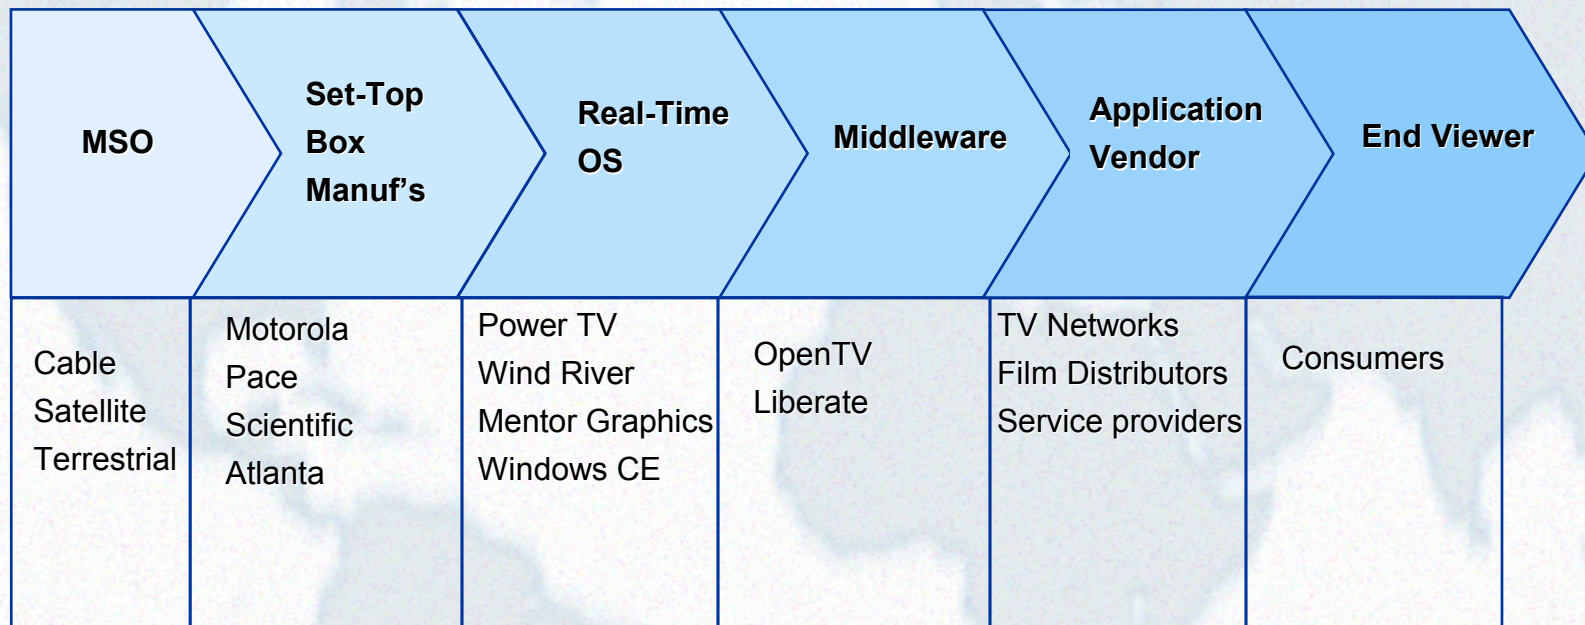 MSO
Set-Top
Box
Manuf's
Real-Time
OS
Middleware
Application
Vendor
End Viewer
Cable
Satellite
Terrestrial
Motorola
Pace
Scientific
Atlanta
Power TV
Wind River
Mentor Graphics
Windows CE
OpenTV
Liberate
TV Networks
Film Distributors
Service providers
Consumers